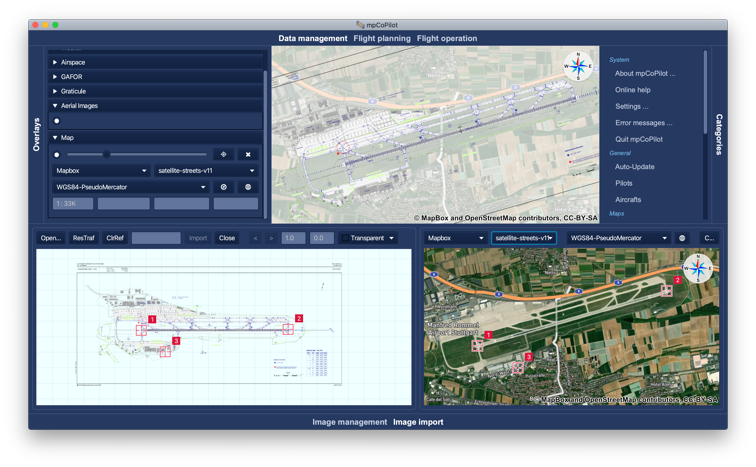 mpCoPilot
Data management Flight planning Flight operation
Overlays
Airspace
GAFOR
Graticule
Aerial Images
Map
Mapbox satellite-streets-v11
WGS84-PseudoMercator
1: 33K
N
W E
S
© MapBox and OpenStreetMap contributors, CC-BY-SA
System
About mpCoPilot ...
Online help
Settings ...
Error messages ...
Quit mpCoPilot
General
Auto-Update
Pilots
Aircrafts
Maps
Categories
Open... ResTraf ClrRef Import Close < > 1.0 0.0 Transparent
1
2
3
Mapbox satellite-streets-v11 WGS84-PseudoMercator C...
N
W E
S
2
Manfred Rommel
Airport Stuttgart
1
3
© MapBox and OpenStreetMap contributors, CC-BY-SA
Image management Image import